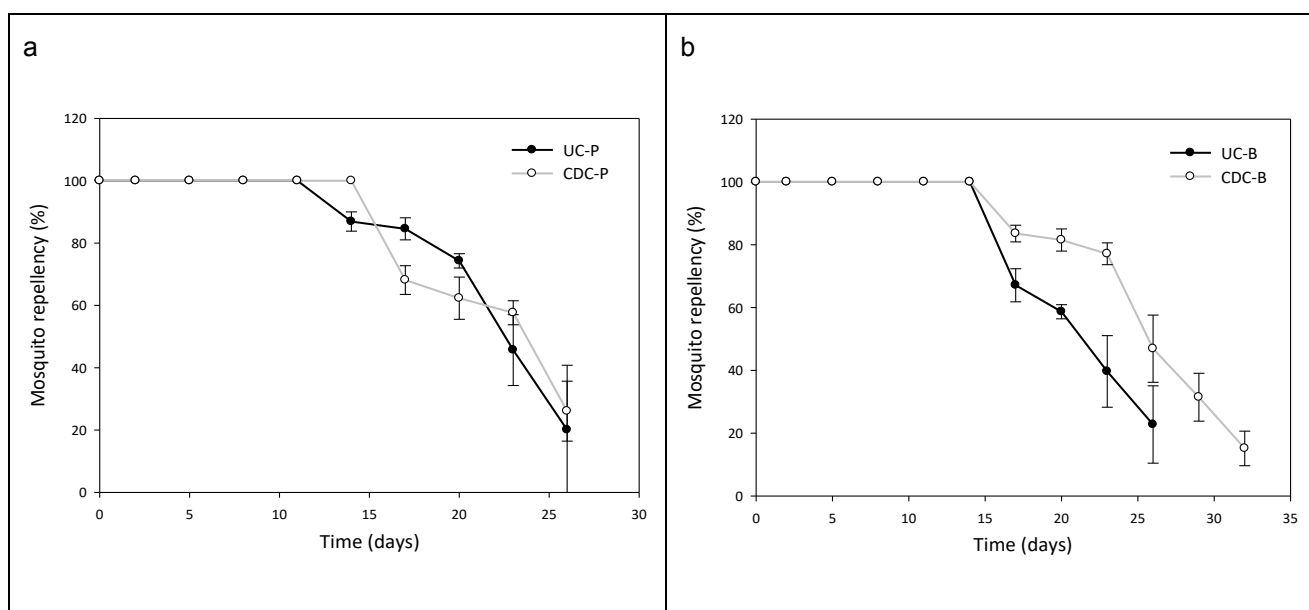 a
120
100
80
60
40
20
0
Mosquito repellency (%)
UC-P
CDC-P
0 5 10 15 20 25 30
Time (days)
b
120
100
80
60
40
20
0
Mosquito repellency (%)
UC-B
CDC-B
0 5 10 15 20 25 30 35
Time (days)